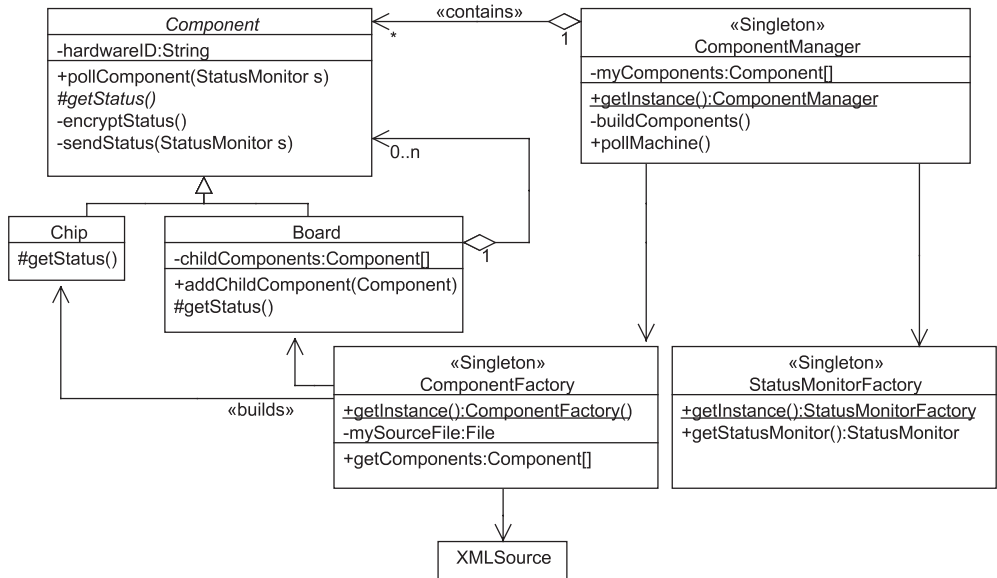 Component
-hardwareID:String
+pollComponent(StatusMonitor s)
#getStatus()
-encryptStatus()
-sendStatus(StatusMonitor s)
«contains»
*
1
«Singleton»
ComponentManager
-myComponents:Component[]
+getInstance():ComponentManager
-buildComponents()
+pollMachine()
0..n
Chip
#getStatus()
Board
-childComponents:Component[]
+addChildComponent(Component)
#getStatus()
1
«builds»
«Singleton»
ComponentFactory
+getInstance():ComponentFactory()
-mySourceFile:File
+getComponents:Component[]
«Singleton»
StatusMonitorFactory
+getInstance():StatusMonitorFactory
+getStatusMonitor():StatusMonitor
XMLSource